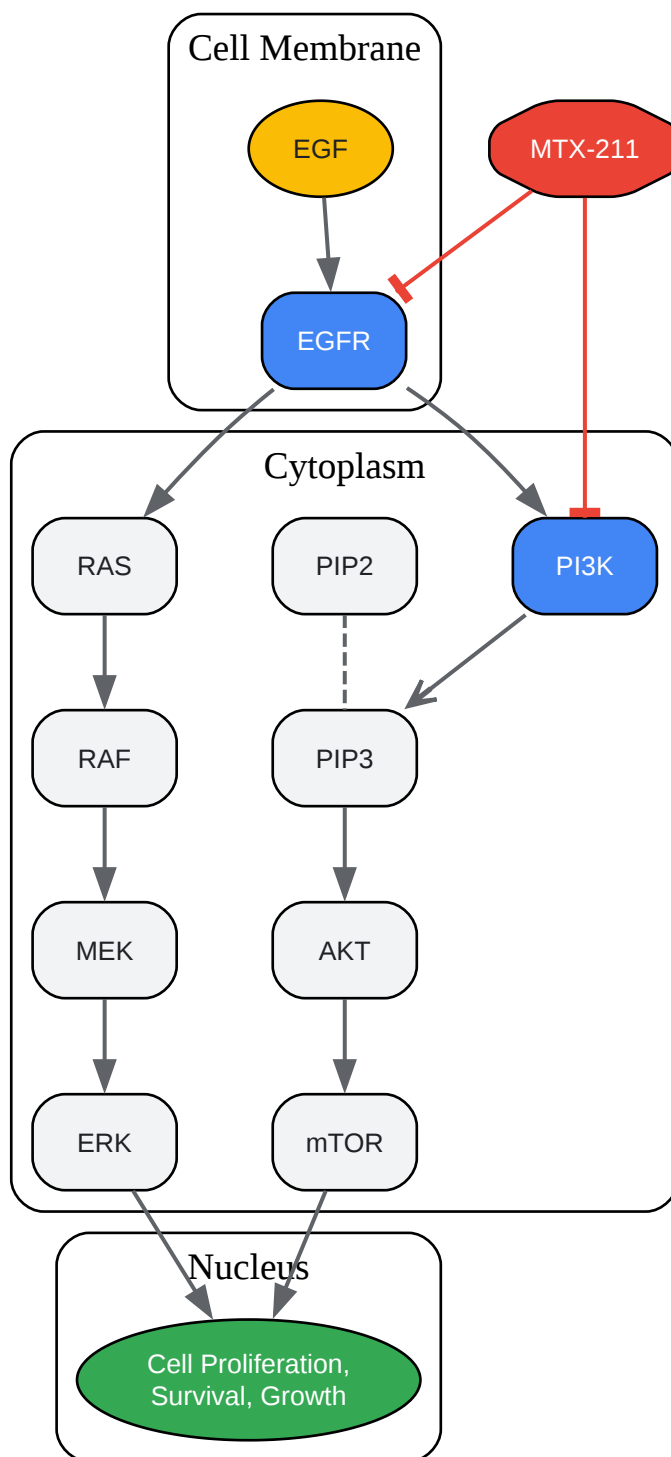 Cell Membrane
EGF
MTX-211
EGFR
Cytoplasm
RAS
PIP2
PI3K
RAF
PIP3
MEK
AKT
ERK
mTOR
Nucleus
Cell Proliferation,
Survival, Growth